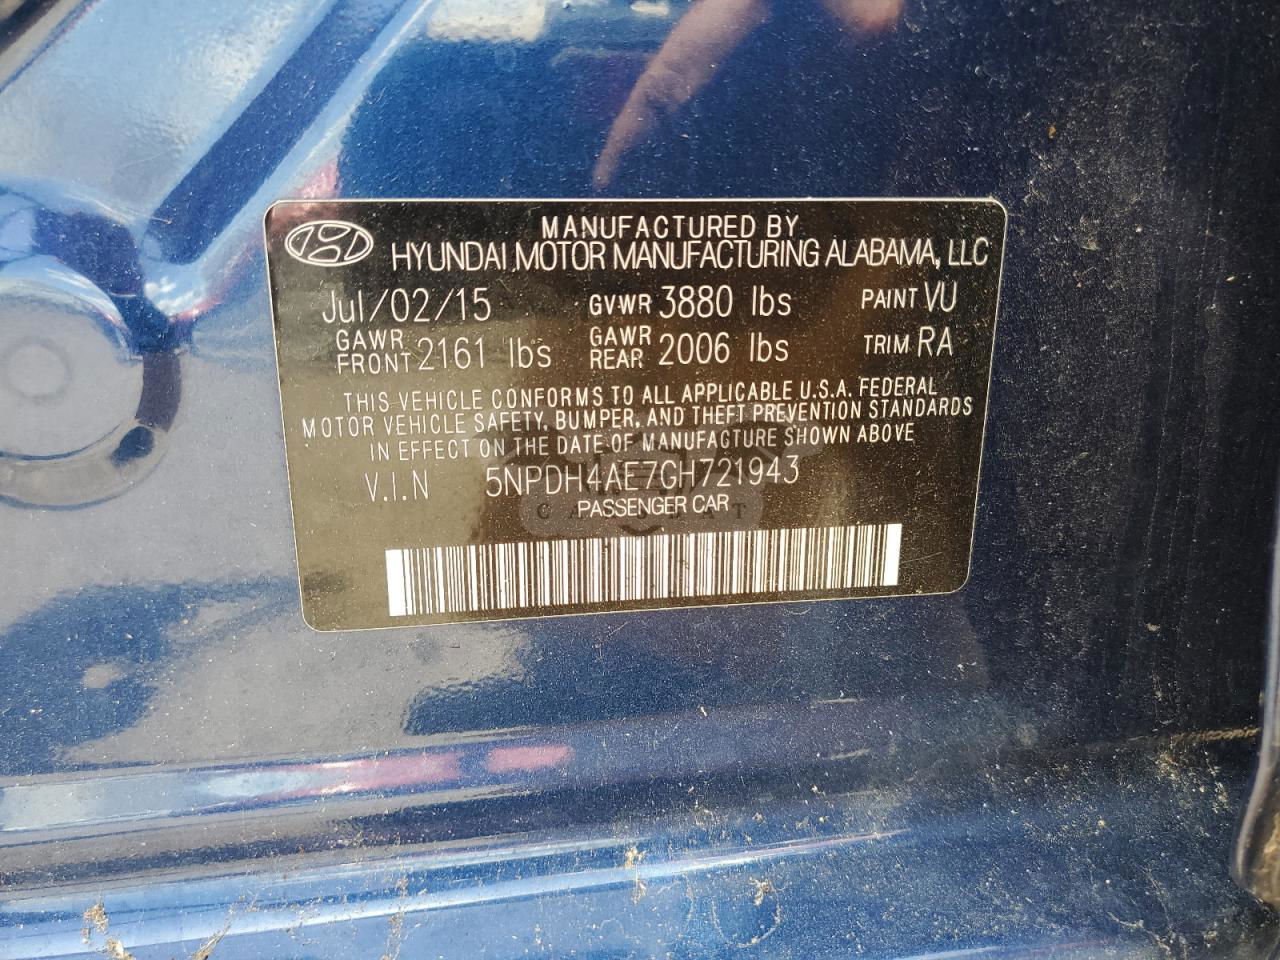 MANUFACTURED BY
HYUNDAI MOTOR MANUFACTURING ALABAMA, LLC
Jul/02/15 GVWR 3880 lbs PAINT VU
GAWR FRONT 2161 lbs GAWR REAR 2006 lbs TRIM RA
THIS VEHICLE CONFORMS TO ALL APPLICABLE U.S.A. FEDERAL
MOTOR VEHICLE SAFETY, BUMPER, AND THEFT PREVENTION STANDARDS
IN EFFECT ON THE DATE OF MANUFACTURE SHOWN ABOVE
V.I.N 5NPDH4AE7GH721943
PASSENGER CAR